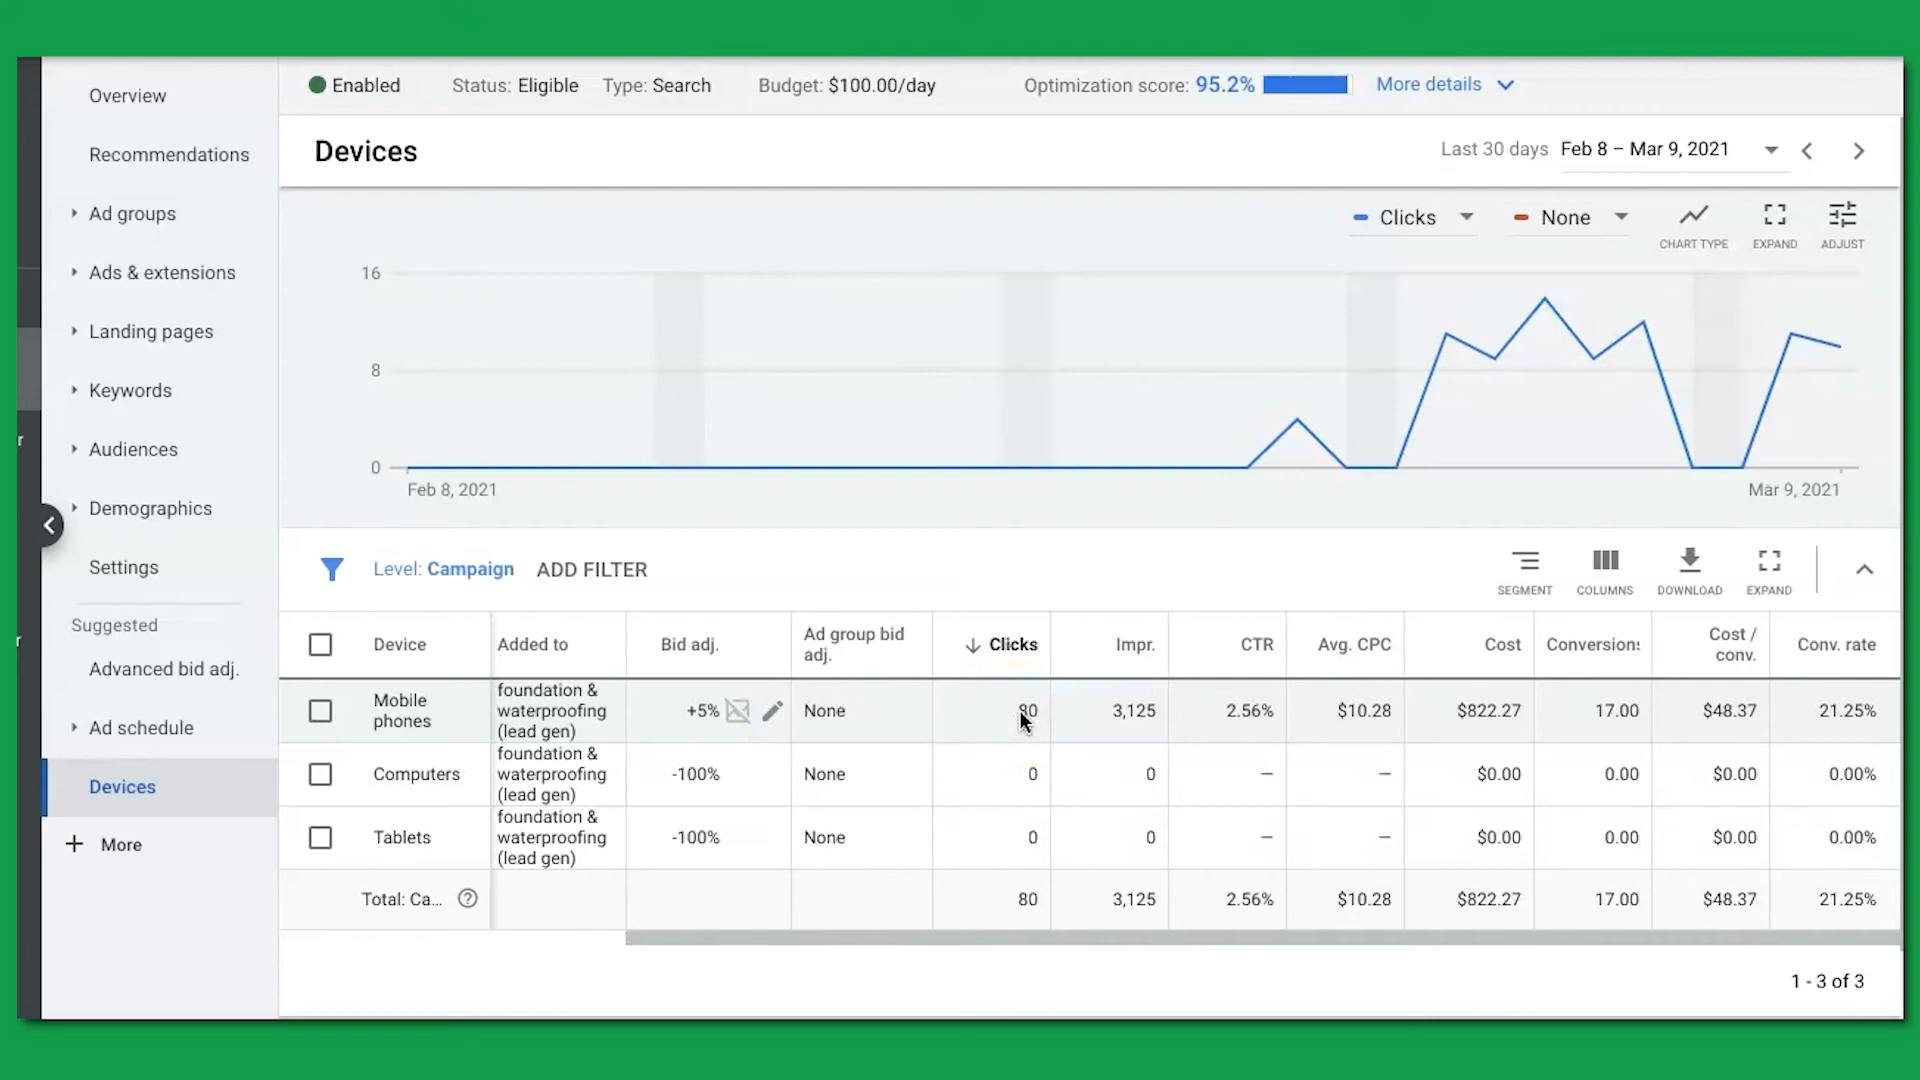 Overview
Recommendations
Ad groups
Ads & extensions
Landing pages
Keywords
Audiences
Demographics
Settings
Suggested
Advanced bid adj.
Ad schedule
Devices
More
r
r
Enabled Status: Eligible Type: Search Budget: $100.00/day Optimization score: 95.2% More details
Devices
Last 30 days Feb 8 – Mar 9, 2021
Clicks None
CHART TYPE EXPAND ADJUST
16
8
0
Feb 8, 2021 Mar 9, 2021
Level: Campaign ADD FILTER
SEGMENT COLUMNS DOWNLOAD EXPAND
Device Added to Bid adj. Ad group bid adj. Clicks Impr. CTR Avg. CPC Cost Conversions Cost / conv. Conv. rate
Mobile phones foundation & waterproofing (lead gen) +5% None 80 3,125 2.56% $10.28 $822.27 17.00 $48.37 21.25%
Computers foundation & waterproofing (lead gen) -100% None 0 0 — — $0.00 0.00 $0.00 0.00%
Tablets foundation & waterproofing (lead gen) -100% None 0 0 — — $0.00 0.00 $0.00 0.00%
Total: Ca... 80 3,125 2.56% $10.28 $822.27 17.00 $48.37 21.25%
1 - 3 of 3